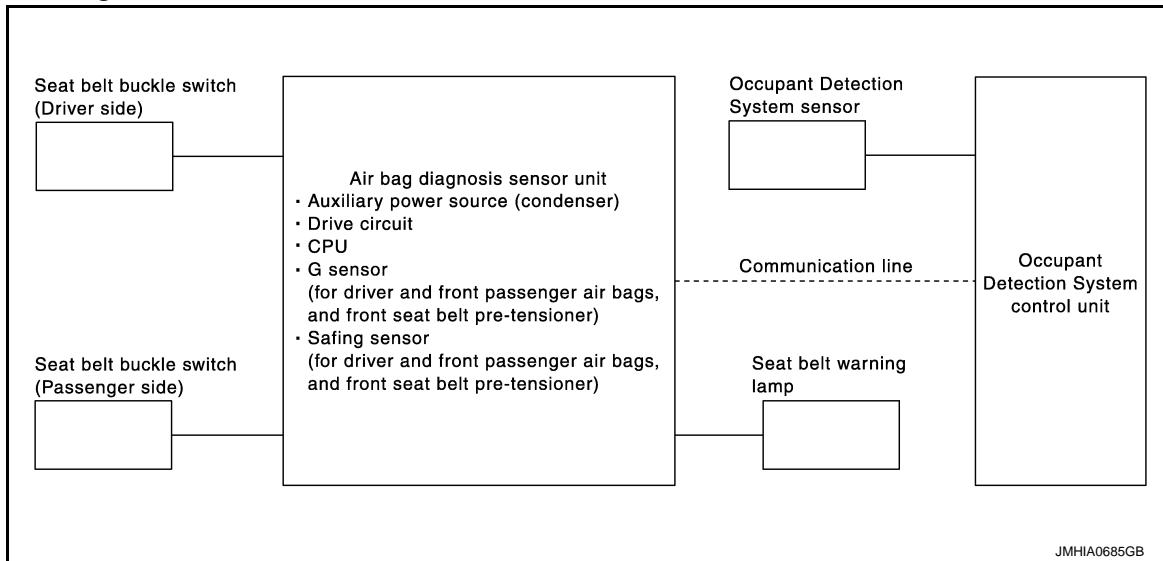 Seat belt buckle switch
(Driver side)
Air bag diagnosis sensor unit
· Auxiliary power source (condenser)
· Drive circuit
· CPU
· G sensor
(for driver and front passenger air bags,
and front seat belt pre-tensioner)
· Safing sensor
(for driver and front passenger air bags,
and front seat belt pre-tensioner)
Seat belt buckle switch
(Passenger side)
Occupant Detection
System sensor
Communication line
Seat belt warning
lamp
Occupant
Detection System
control unit
JMHIA0685GB